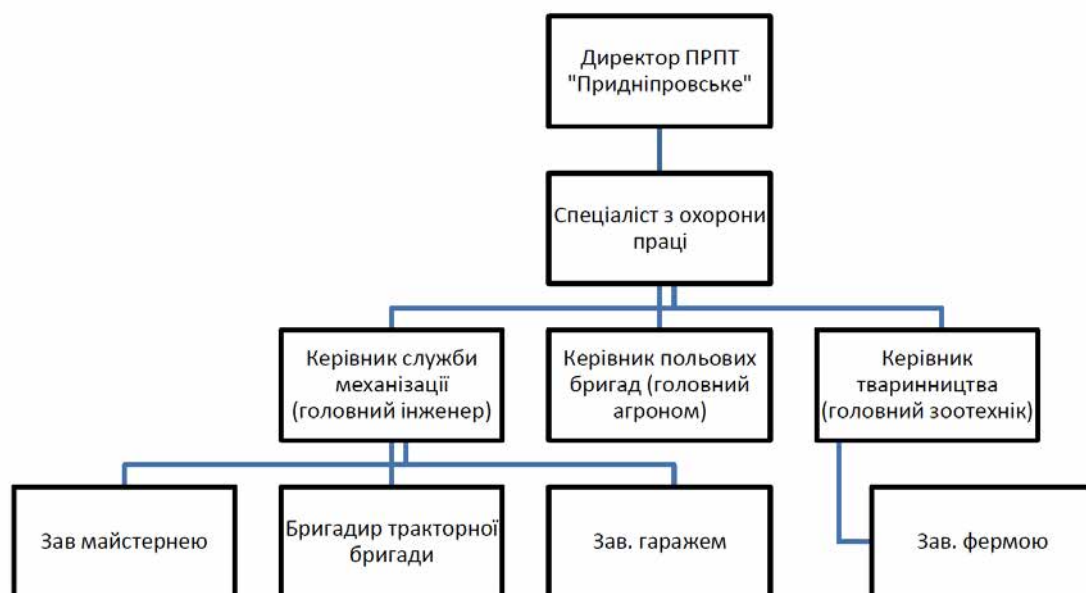 Директор ПРПТ
"Придніпровське"
Спеціаліст з охорони
праці
Керівник служби
механізації
(головний інженер)
Керівник польових
бригад (головний
агроном)
Керівник
тваринництва
(головний зоотехнік)
Зав майстернею
Бригадир тракторної
бригади
Зав. гаражем
Зав. фермою